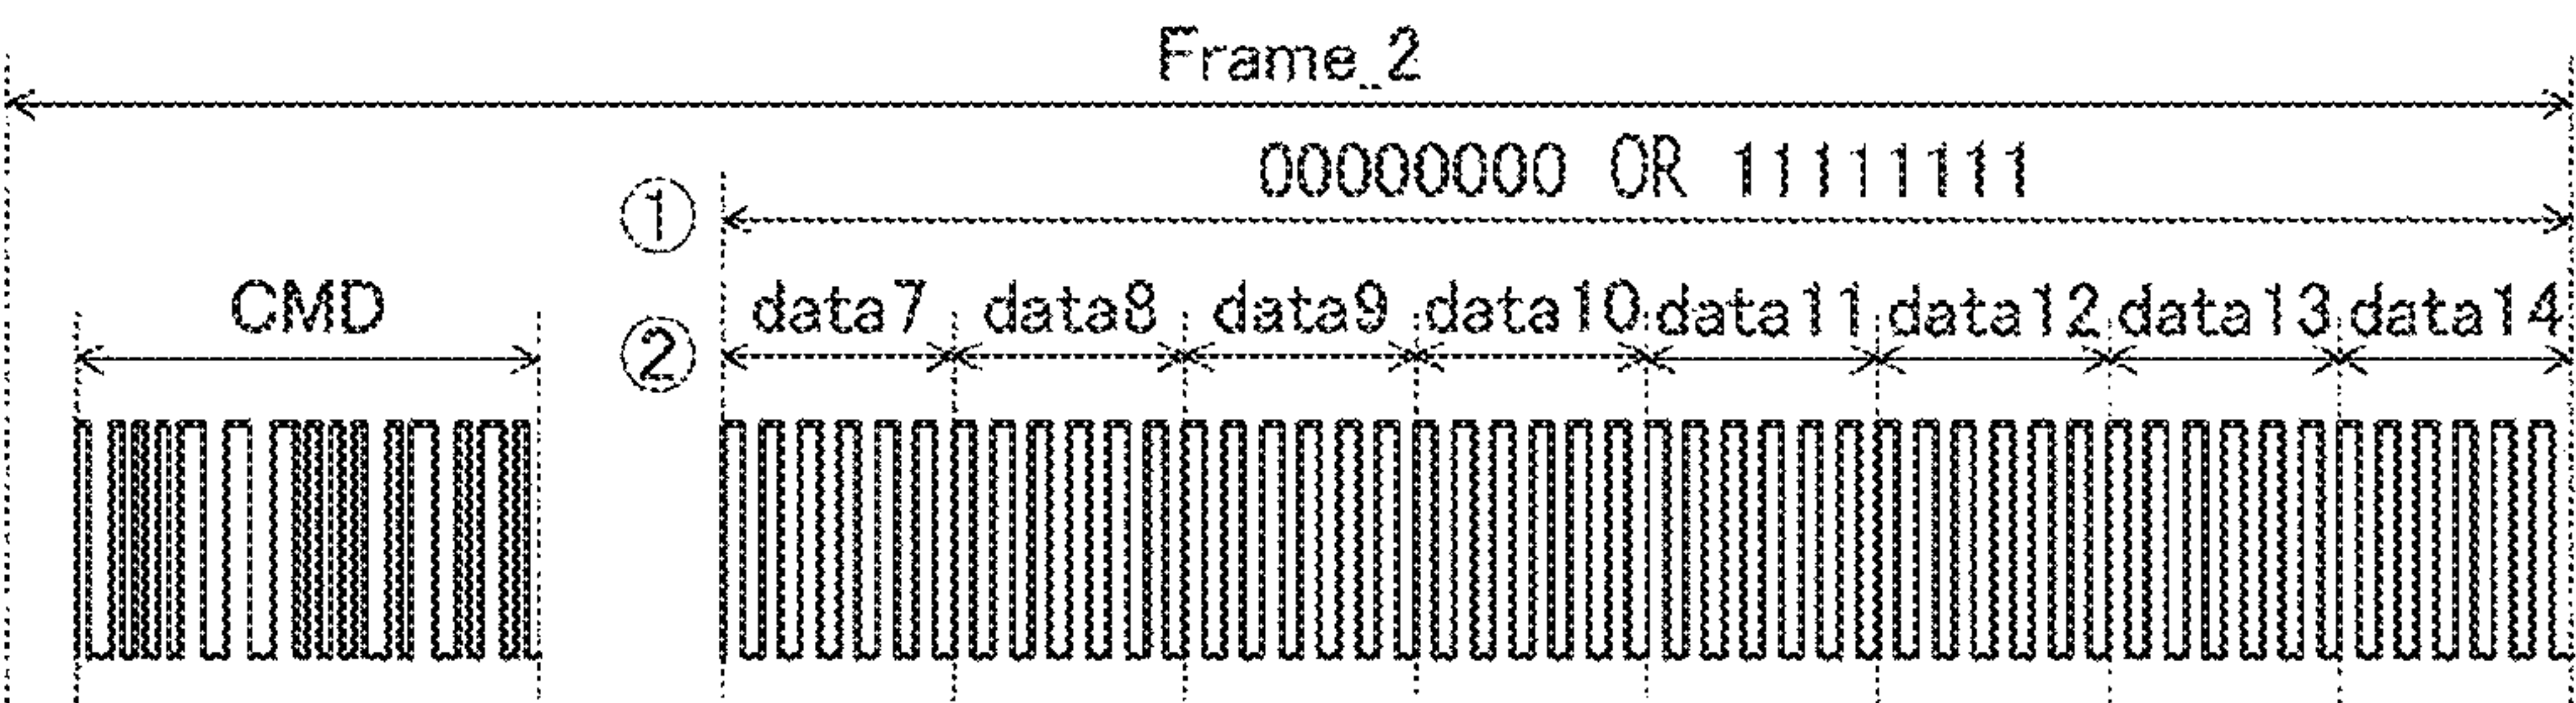 Frame_2
00000000 OR 11111111
①
CMD
data7 data8 data9 data10 data11 data12 data13 data14
②